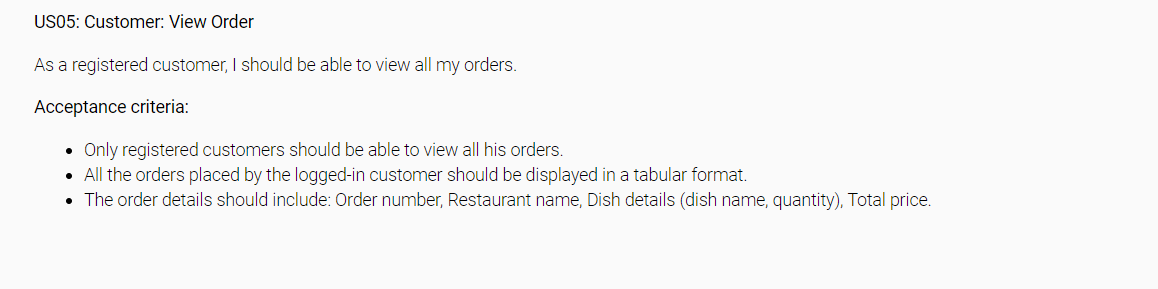 US05: Customer: View Order
As a registered customer, I should be able to view all my orders.
Acceptance criteria:
• Only registered customers should be able to view all his orders.
• All the orders placed by the logged-in customer should be displayed in a tabular format.
• The order details should include: Order number, Restaurant name, Dish details (dish name, quantity), Total price.